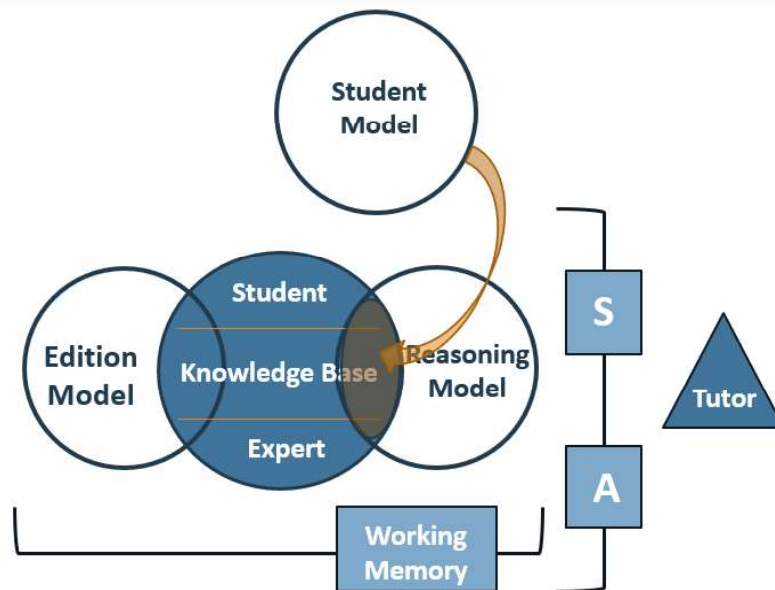 Student
Model
Student
Edition
Model
Knowledge Base
Reasoning
Model
Expert
S
A
Tutor
Working
Memory